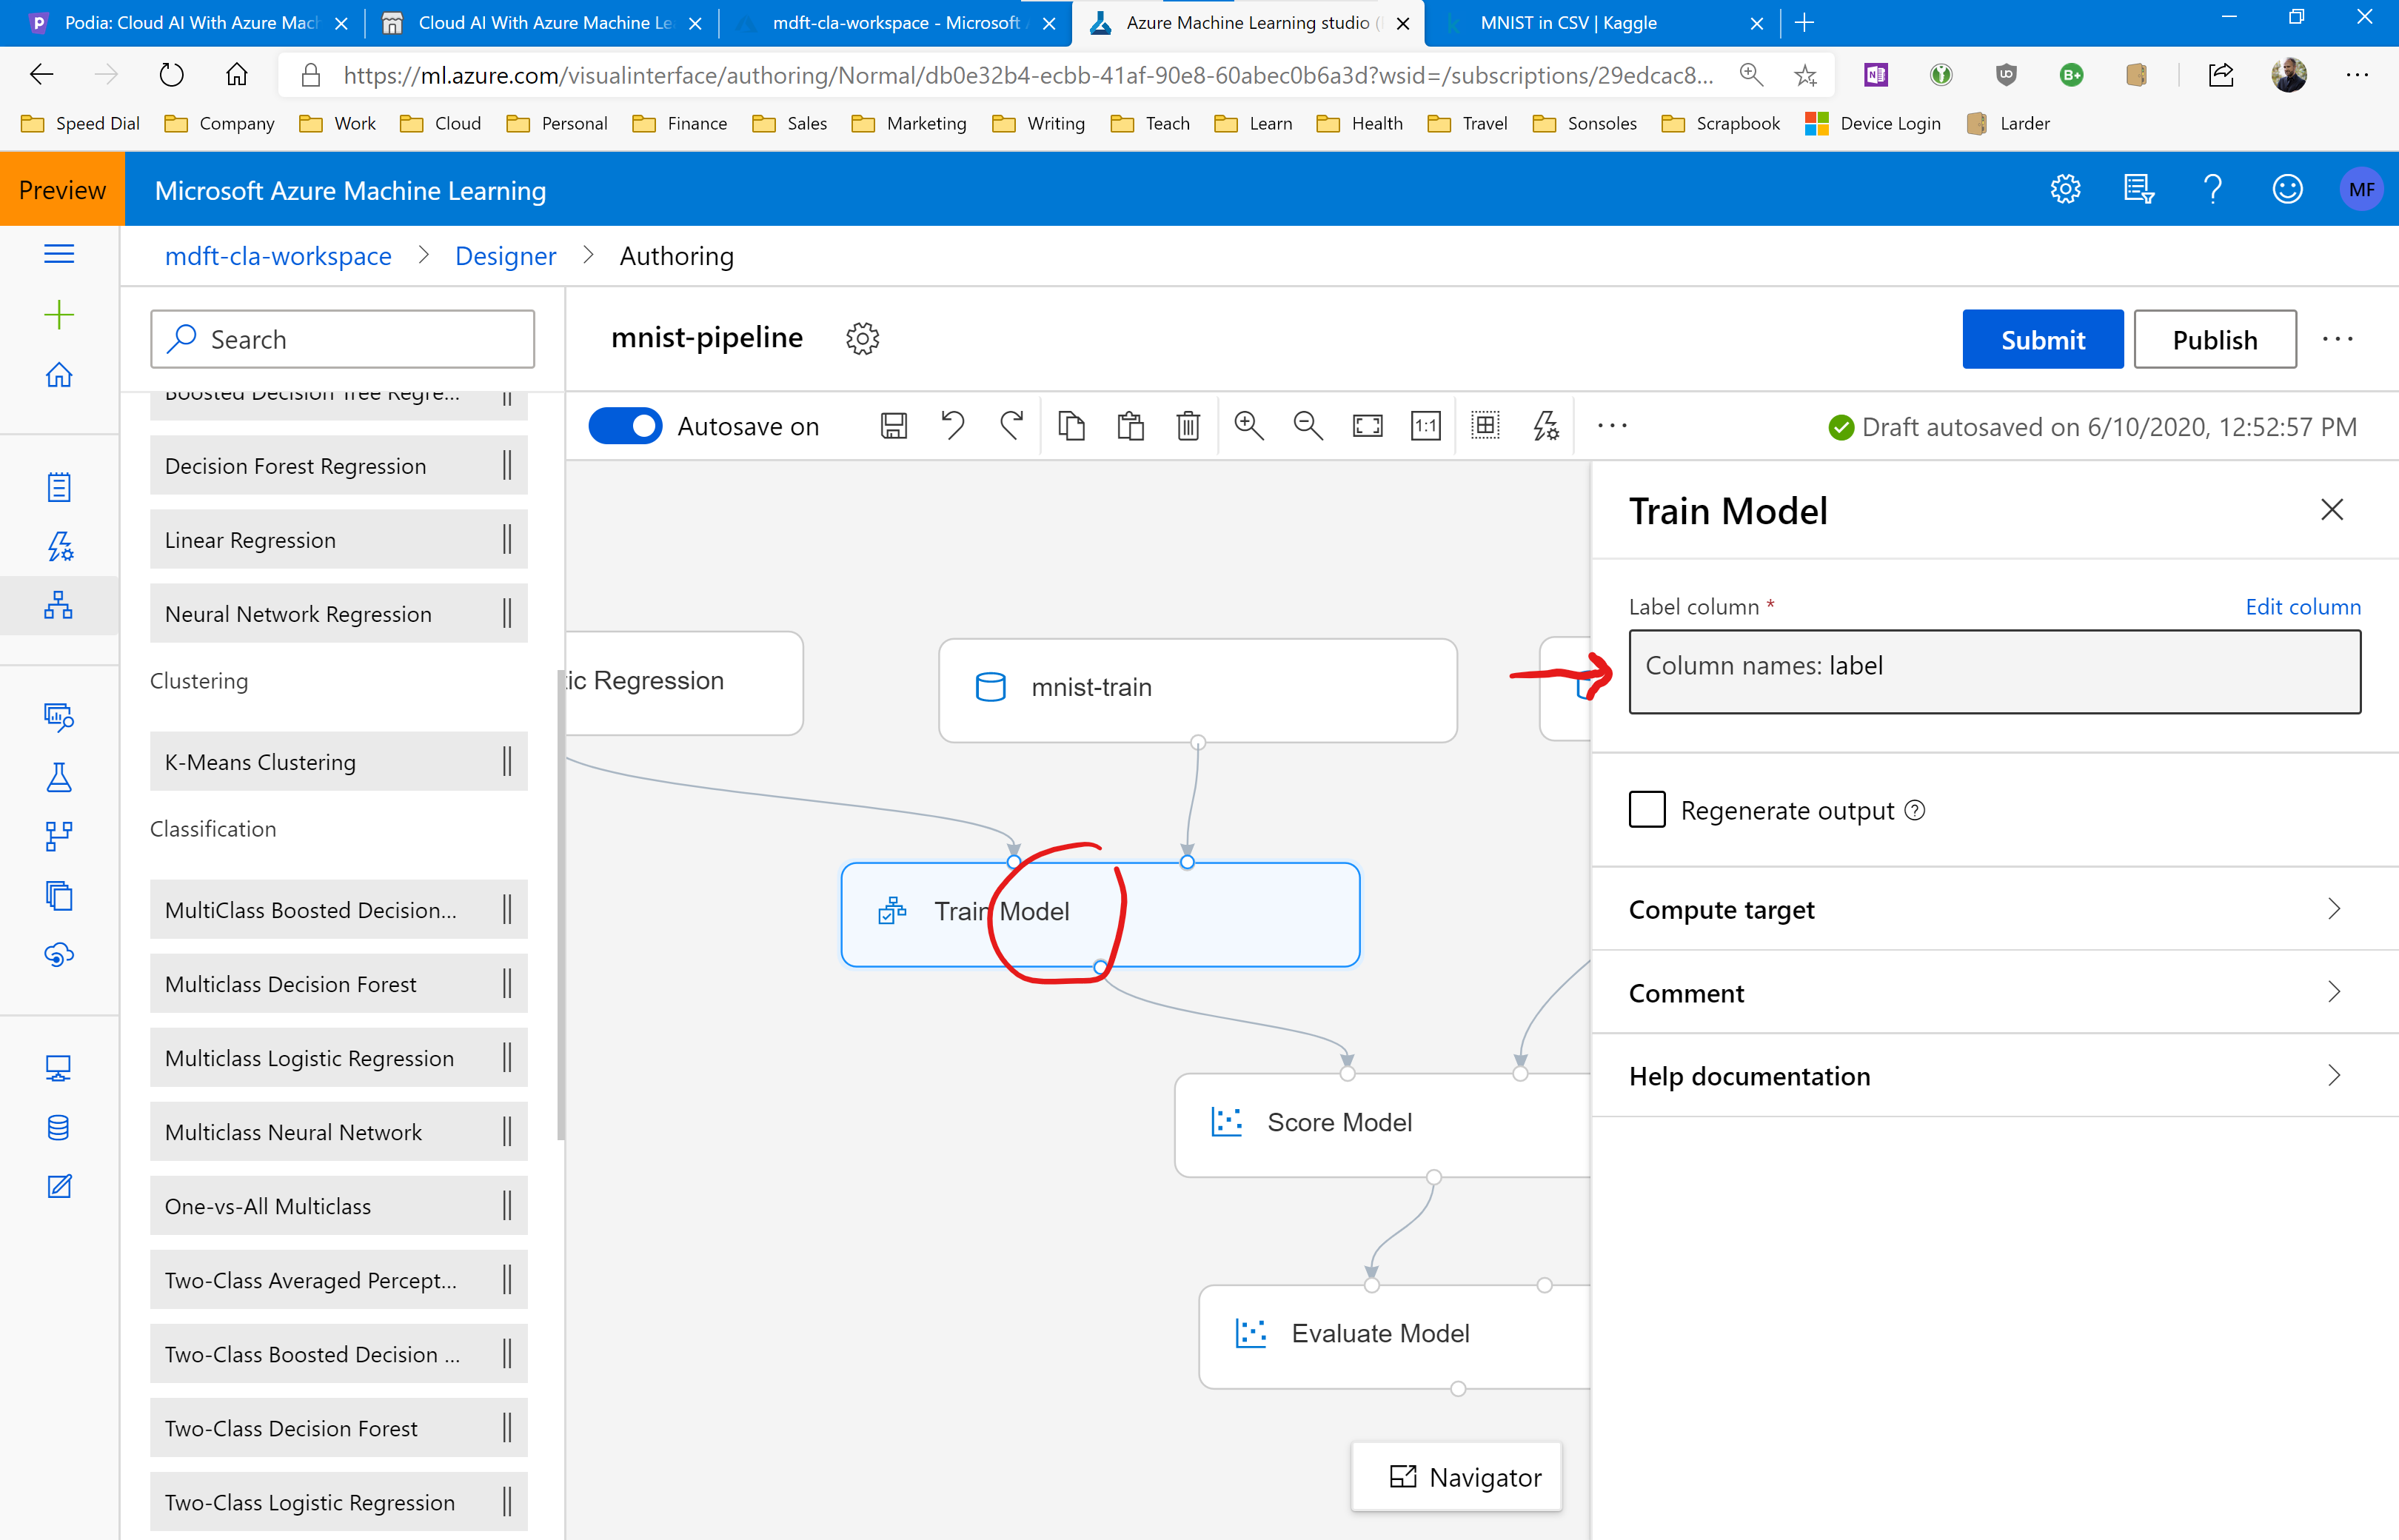 Podia: Cloud AI With Azure Mach
Cloud AI With Azure Machine Le
mdft-cla-workspace - Microsoft A
Azure Machine Learning studio (
MNIST in CSV | Kaggle
https://ml.azure.com/visualinterface/authoring/Normal/db0e32b4-ecbb-41af-90e8-60abec0b6a3d?wsid=/subscriptions/29edcac8...
Speed Dial
Company
Work
Cloud
Personal
Finance
Sales
Marketing
Writing
Teach
Learn
Health
Travel
Sonsoles
Scrapbook
Device Login
Larder
Preview
Microsoft Azure Machine Learning
MF
mdft-cla-workspace > Designer > Authoring
Search
mnist-pipeline
Submit
Publish
Boosted Decision Tree Regre...
Decision Forest Regression
Linear Regression
Neural Network Regression
Clustering
K-Means Clustering
Classification
MultiClass Boosted Decision...
Multiclass Decision Forest
Multiclass Logistic Regression
Multiclass Neural Network
One-vs-All Multiclass
Two-Class Averaged Percept...
Two-Class Boosted Decision ...
Two-Class Decision Forest
Two-Class Logistic Regression
Autosave on
1:1
Draft autosaved on 6/10/2020, 12:52:57 PM
tic Regression
mnist-train
Train Model
Score Model
Evaluate Model
Navigator
Train Model
Label column *
Edit column
Column names: label
Regenerate output
Compute target
Comment
Help documentation